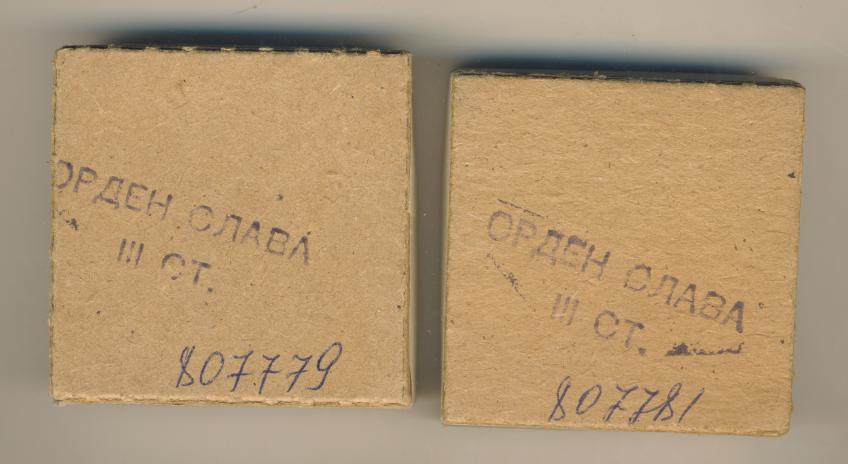 ОРДЕН СЛАВА
III СТ.
807779
ОРДЕН СЛАВА
III СТ.
807781